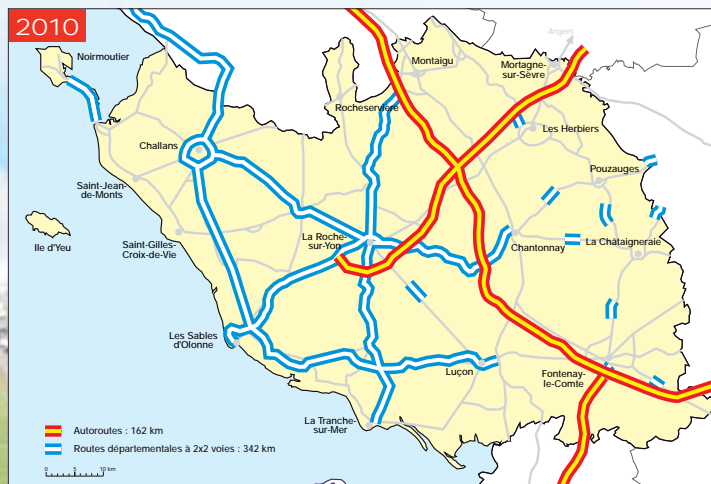 2010
Angers
Noirmoutier
Montaigu
Mortagne-
sur-Sèvre
Rocheservière
Les Herbiers
Challans
Pouzauges
Saint-Jean-
de-Monts
Ile d'Yeu
Saint-Gilles-
Croix-de-Vie
La Roche-
sur-Yon
Chantonnay
La Châtaigneraie
Les Sables
d'Olonne
Luçon
Fontenay-
le-Comte
La Tranche-
sur-Mer
Autoroutes : 162 km
Routes départementales à 2x2 voies : 342 km
0 5 10 km